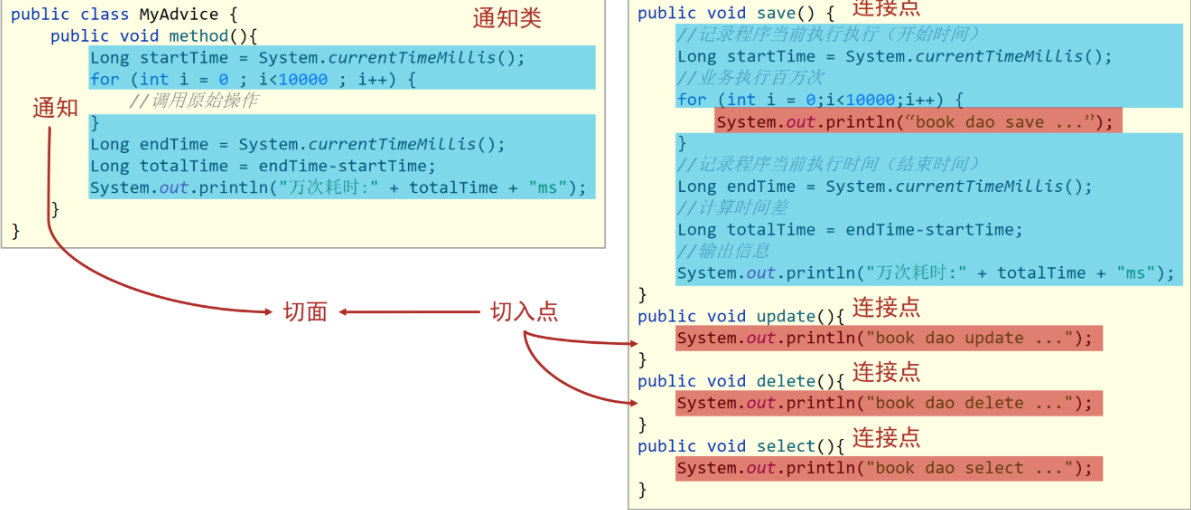 public class MyAdvice {
通知类
public void method(){
Long startTime = System.currentTimeMillis();
for (int i = 0 ; i<10000 ; i++) {
//调用原始操作
通知
}
Long endTime = System.currentTimeMillis();
Long totalTime = endTime-startTime;
System.out.println("万次耗时:" + totalTime + "ms");
}
}
切面
切入点
public void save() {
连接点
//记录程序当前执行执行（开始时间）
Long startTime = System.currentTimeMillis();
//业务执行百万次
for (int i = 0;i<10000;i++) {
System.out.println(“book dao save ...”);
}
//记录程序当前执行时间（结束时间）
Long endTime = System.currentTimeMillis();
//计算时间差
Long totalTime = endTime-startTime;
//输出信息
System.out.println("万次耗时:" + totalTime + "ms");
}
public void update(){
连接点
System.out.println("book dao update ...");
}
public void delete(){
连接点
System.out.println("book dao delete ...");
}
public void select(){
连接点
System.out.println("book dao select ...");
}